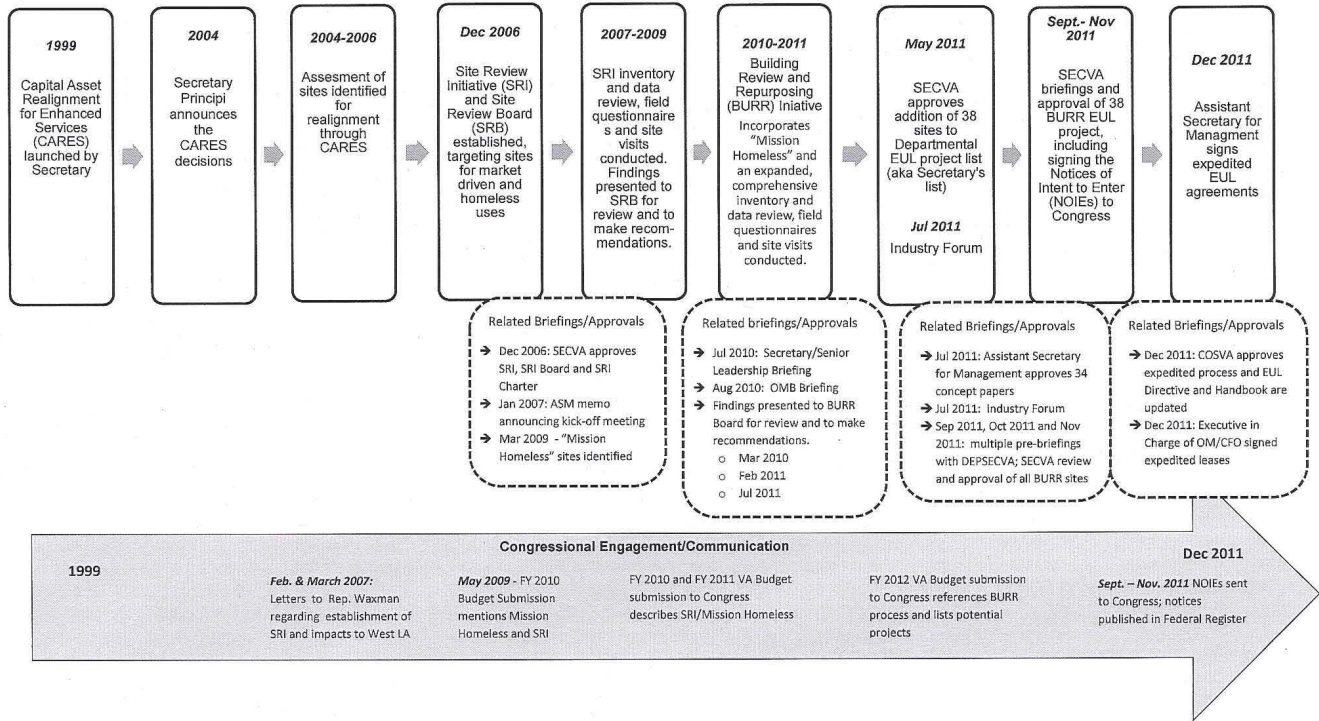 1999
Capital Asset
Realignment
for Enhanced
Services
(CARES)
launched by
Secretary
2004
Secretary
Principi
announces
the
CARES
decisions
2004-2006
Assesment of
sites identified
for
realignment
through
CARES
Dec 2006
Site Review
Initiative (SRI)
and Site
Review Board
(SRB)
established,
targeting sites
for market
driven and
homeless
uses
2007-2009
SRI inventory
and data
review, field
questionnaire
s and site
visits
conducted.
Findings
presented to
SRB for
review and to
make recom-
mendations.
2010-2011
Building
Review and
Repurposing
(BURR) Iniative
Incorporates
“Mission
Homeless” and
an expanded,
comprehensive
inventory and
data review, field
questionnaires
and site visits
conducted.
May 2011
SECVA
approves
addition of 38
sites to
Departmental
EUL project list
(aka Secretary's
list)
Jul 2011
Industry Forum
Sept.- Nov
2011
SECVA
briefings and
approval of 38
BURR EUL
project,
including
signing the
Notices of
Intent to Enter
(NOIEs) to
Congress
Dec 2011
Assistant
Secretary for
Managment
signs
expedited
EUL
agreements
Related Briefings/Approvals
→ Dec 2006: SECVA approves
SRI, SRI Board and SRI
Charter
→ Jan 2007: ASM memo
announcing kick-off meeting
→ Mar 2009 - “Mission
Homeless” sites identified
Related briefings/Approvals
→ Jul 2010: Secretary/Senior
Leadership Briefing
→ Aug 2010: OMB Briefing
→ Findings presented to BURR
Board for review and to make
recommendations.
o Mar 2010
o Feb 2011
o Jul 2011
Related Briefings/Approvals
→ Jul 2011: Assistant Secretary
for Management approves 34
concept papers
→ Jul 2011: Industry Forum
→ Sep 2011, Oct 2011 and Nov
2011: multiple pre-briefings
with DEPSECVA; SECVA review
and approval of all BURR sites
Related Briefings/Approvals
→ Dec 2011: COSVA approves
expedited process and EUL
Directive and Handbook are
updated
→ Dec 2011: Executive in
Charge of OM/CFO signed
expedited leases
Congressional Engagement/Communication
1999
Dec 2011
Feb. & March 2007:
Letters to Rep. Waxman
regarding establishment of
SRI and impacts to West LA
May 2009 - FY 2010
Budget Submission
mentions Mission
Homeless and SRI
FY 2010 and FY 2011 VA Budget
submission to Congress
describes SRI/Mission Homeless
FY 2012 VA Budget submission
to Congress references BURR
process and lists potential
projects
Sept. – Nov. 2011 NOIEs sent
to Congress; notices
published in Federal Register